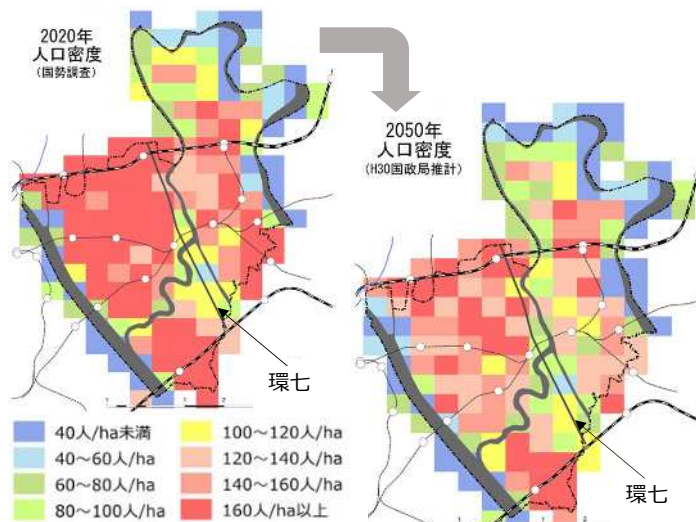 2020年
人口密度
(国勢調査)
2050年
人口密度
(H30国政局推計)
環七
環七
40人/ha未満
40～60人/ha
60～80人/ha
80～100人/ha
100～120人/ha
120～140人/ha
140～160人/ha
160人/ha以上